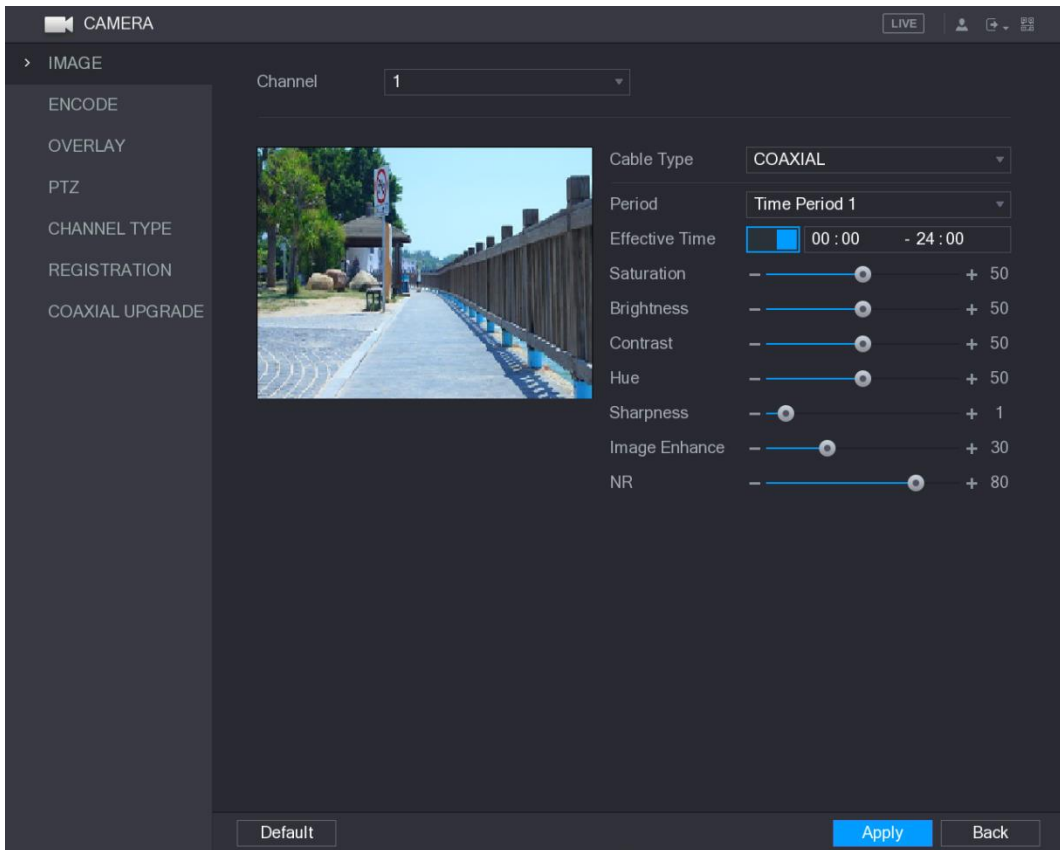 CAMERA
LIVE
IMAGE
ENCODE
OVERLAY
PTZ
CHANNEL TYPE
REGISTRATION
COAXIAL UPGRADE
Channel 1
Cable Type COAXIAL
Period Time Period 1
Effective Time 00 : 00 - 24 : 00
Saturation 50
Brightness 50
Contrast 50
Hue 50
Sharpness 1
Image Enhance 30
NR 80
Default Apply Back